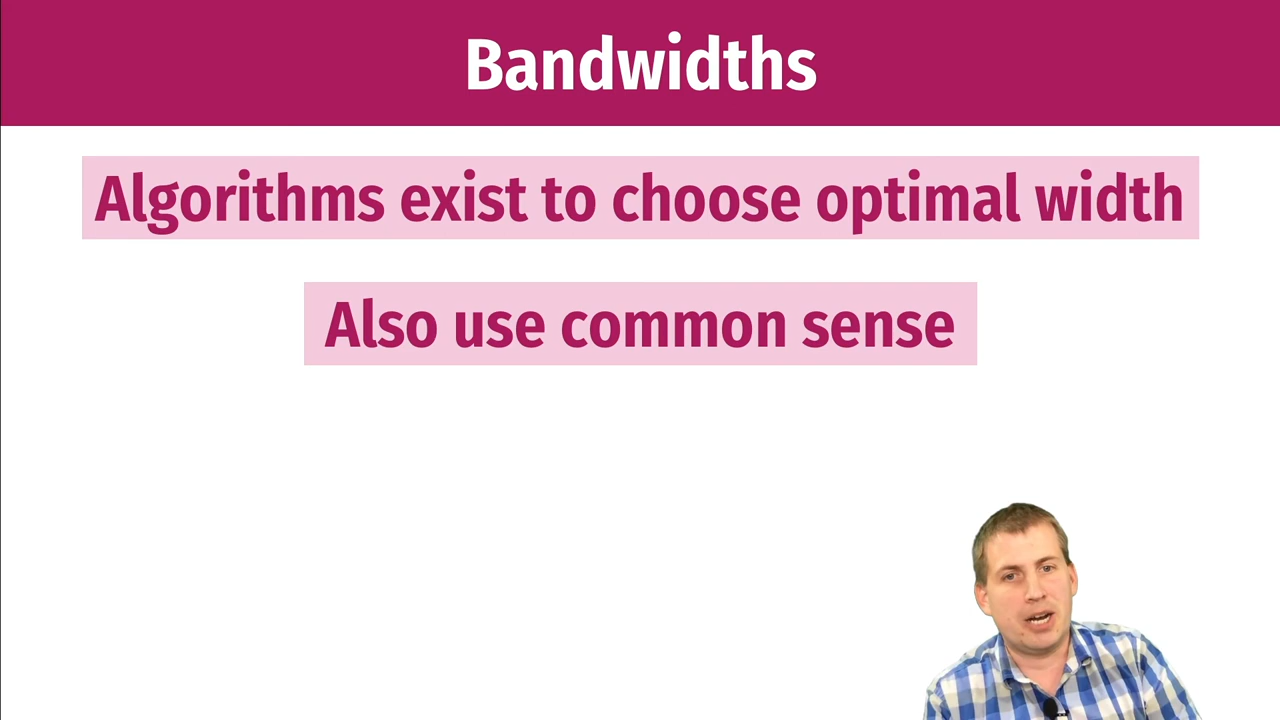 Bandwidths
Algorithms exist to choose optimal width
Also use common sense